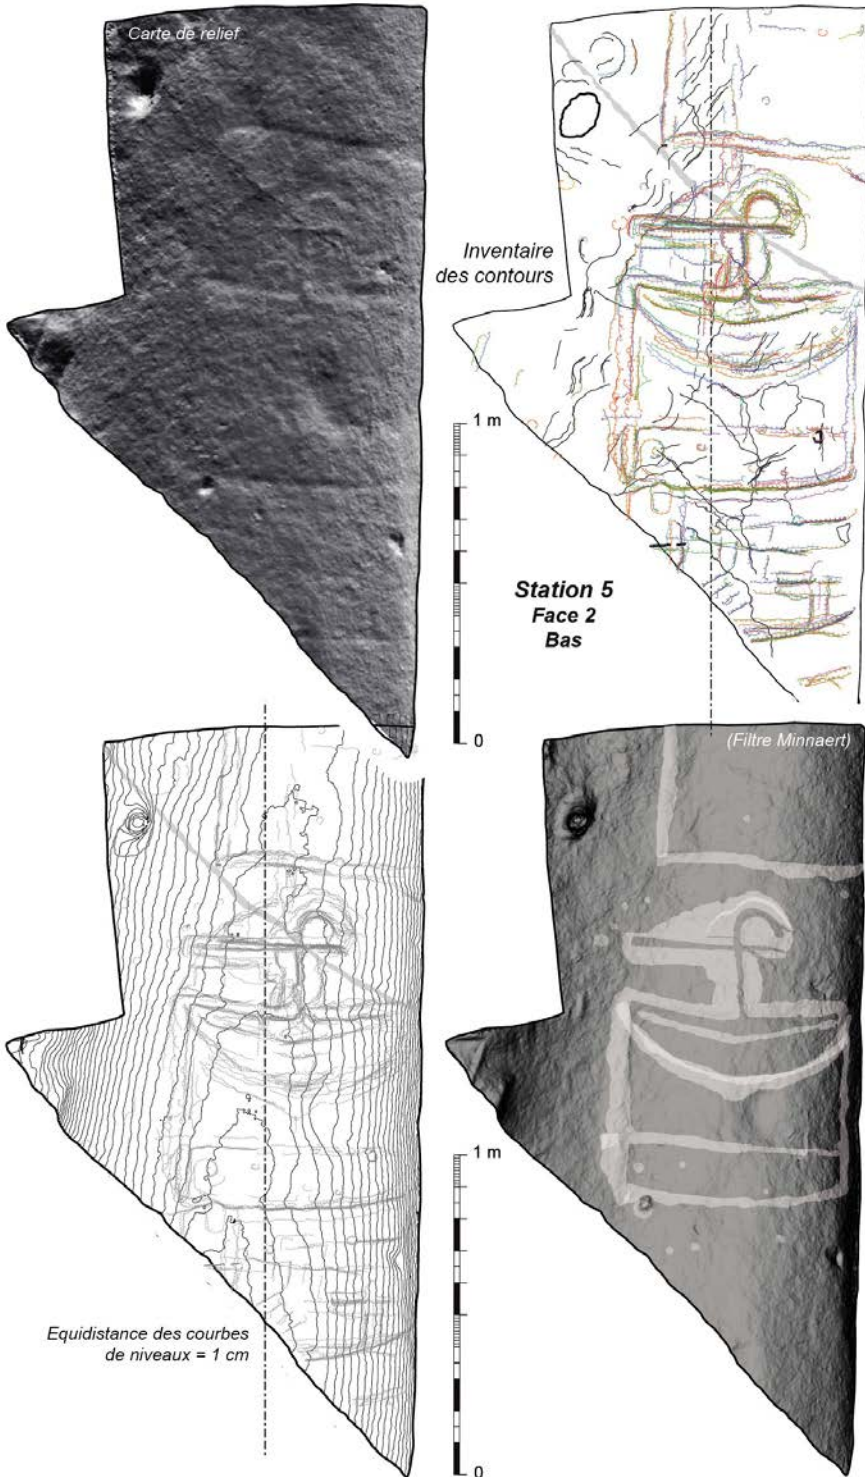 Carte de relief
Inventaire
des contours
1 m
0
Station 5
Face 2
Bas
(Filtre Minnaert)
1 m
0
Equidistance des courbes
de niveaux = 1 cm